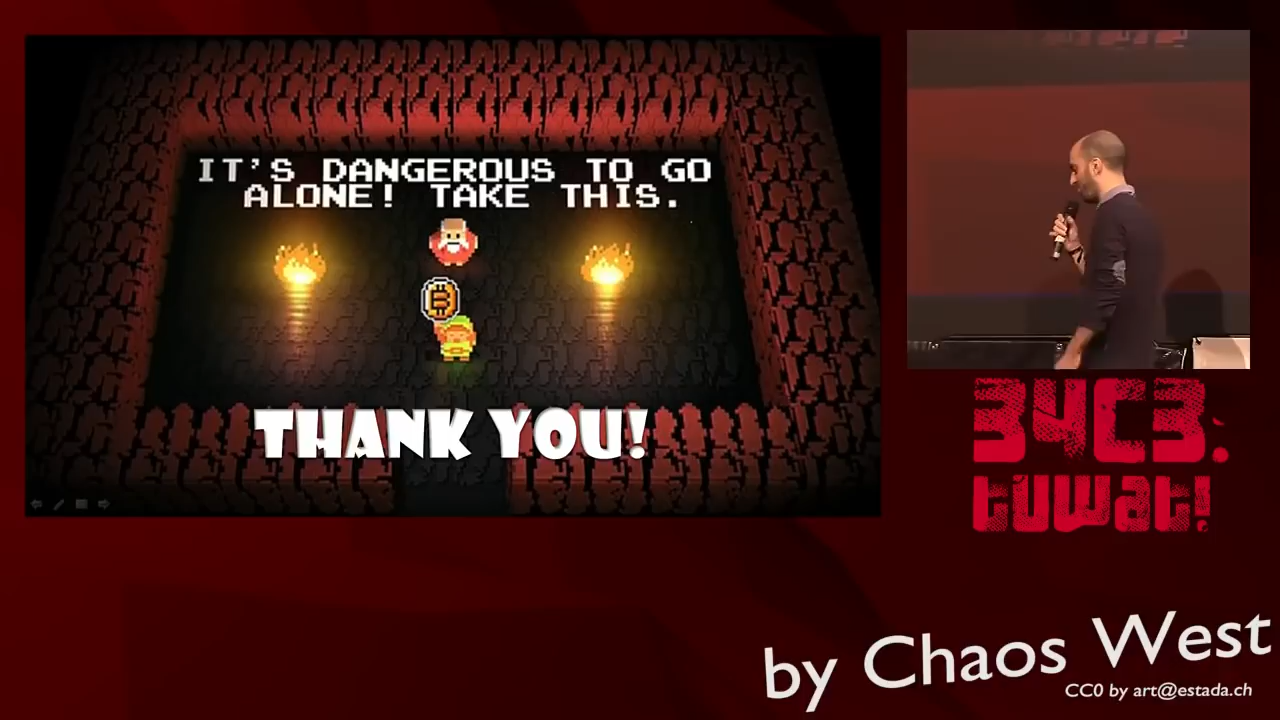 IT'S DANGEROUS TO GO
ALONE! TAKE THIS.
THANK YOU!
34C3:
tuwat!
by Chaos West
CC0 by art@estada.ch